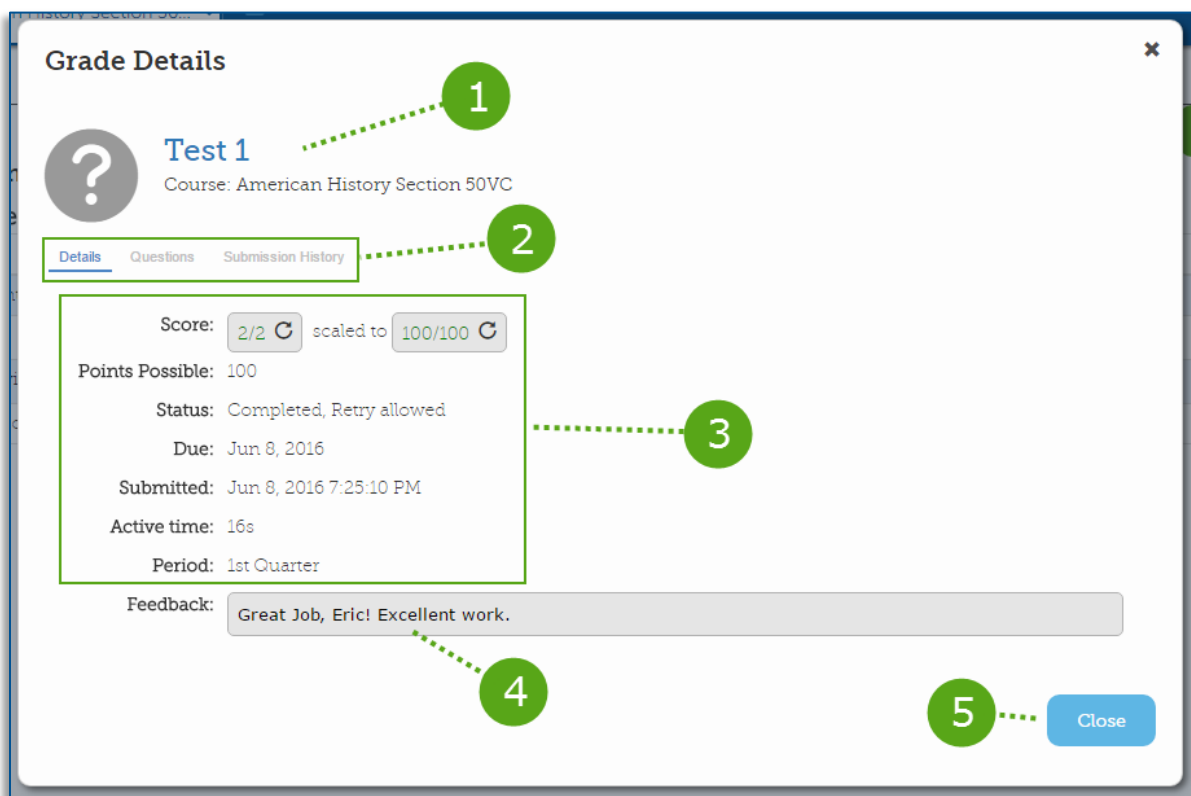 History Section 50...
Grade Details
✖
1
?
Test 1
Course: American History Section 50VC
2
Details Questions Submission History
Score: 2/2 scaled to 100/100
Points Possible: 100
Status: Completed, Retry allowed
3
Due: Jun 8, 2016
Submitted: Jun 8, 2016 7:25:10 PM
Active time: 16s
Period: 1st Quarter
Feedback: Great Job, Eric! Excellent work.
4
5
Close